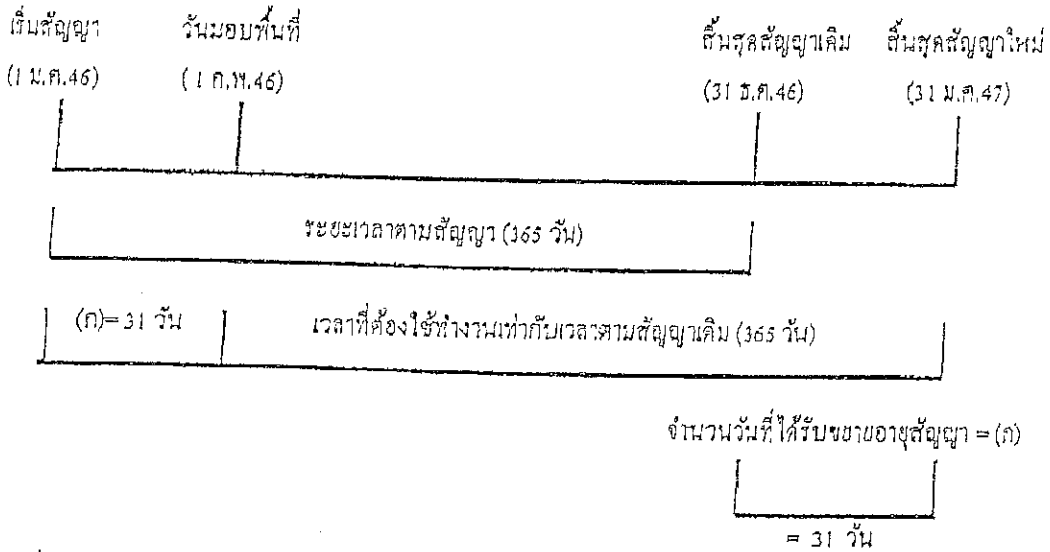 เริ่มสัญญา วันมอบพื้นที่ สิ้นสุดสัญญาเดิม สิ้นสุดสัญญาใหม่
(1 ม.ค.46) (1 ก.พ.46) (31 ธ.ค.46) (31 ม.ค.47)
ระยะเวลาตามสัญญา (365 วัน)
(ก)= 31 วัน เวลาที่ต้องใช้ทำงานเท่ากับเวลาตามสัญญาเดิม (365 วัน)
จำนวนวันที่ได้รับขยายอายุสัญญา = (ก)
= 31 วัน